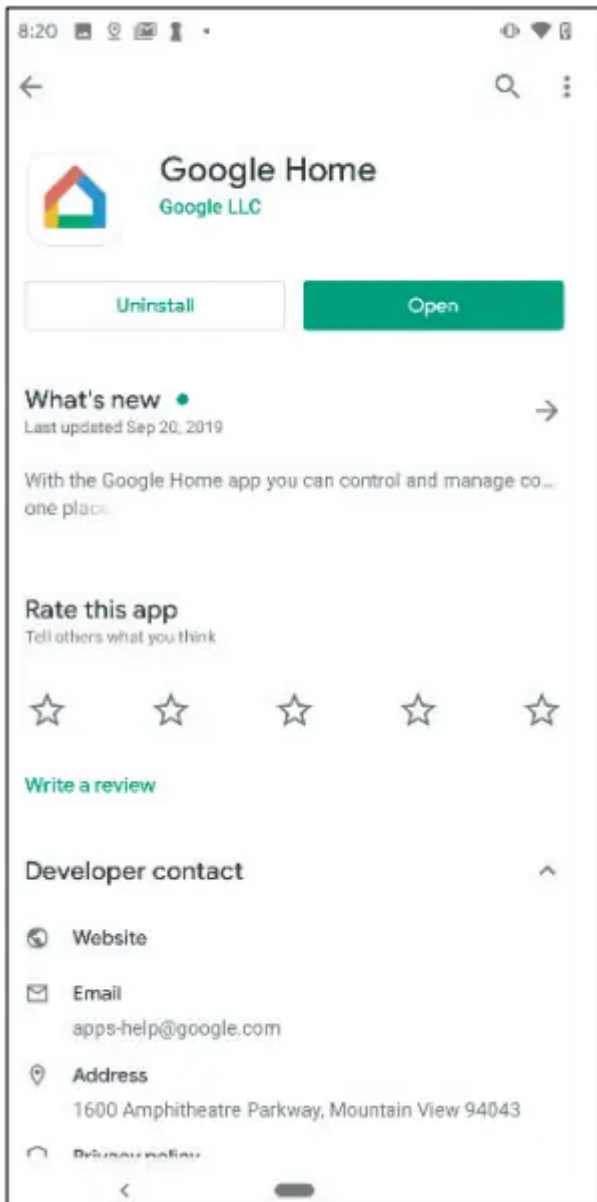 8:20
Google Home
Google LLC
Uninstall
Open
What's new
Last updated Sep 20, 2019
With the Google Home app you can control and manage co...
one place
Rate this app
Tell others what you think
Write a review
Developer contact
Website
Email
apps-help@google.com
Address
1600 Amphitheatre Parkway, Mountain View 94043
Privacy policy